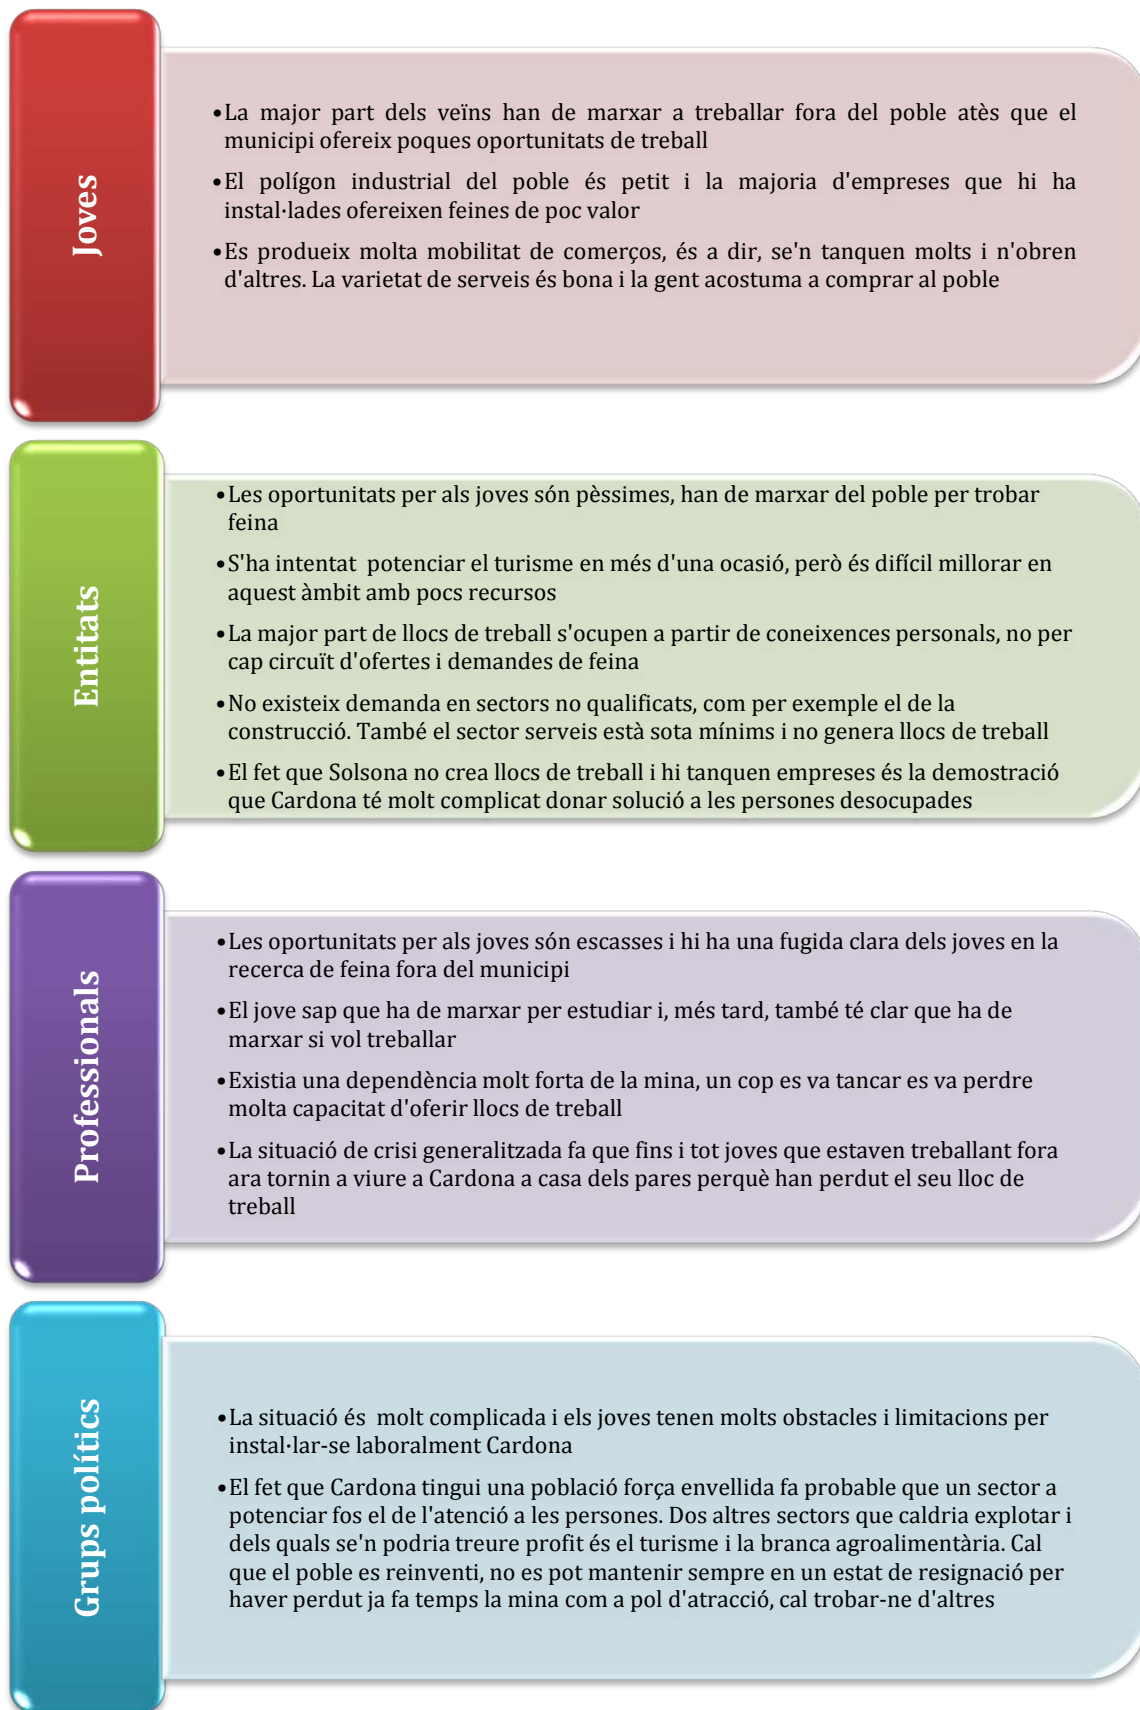 Joves
•La major part dels veïns han de marxar a treballar fora del poble atès que el
municipi ofereix poques oportunitats de treball
•El polígon industrial del poble és petit i la majoria d'empreses que hi ha
instal·lades ofereixen feines de poc valor
•Es produeix molta mobilitat de comerços, és a dir, se'n tanquen molts i n'obren
d'altres. La varietat de serveis és bona i la gent acostuma a comprar al poble
Entitats
•Les oportunitats per als joves són pèssimes, han de marxar del poble per trobar
feina
•S'ha intentat  potenciar el turisme en més d'una ocasió, però és difícil millorar en
aquest àmbit amb pocs recursos
•La major part de llocs de treball s'ocupen a partir de coneixences personals, no per
cap circuït d'ofertes i demandes de feina
•No existeix demanda en sectors no qualificats, com per exemple el de la
construcció. També el sector serveis està sota mínims i no genera llocs de treball
•El fet que Solsona no crea llocs de treball i hi tanquen empreses és la demostració
que Cardona té molt complicat donar solució a les persones desocupades
Professionals
•Les oportunitats per als joves són escasses i hi ha una fugida clara dels joves en la
recerca de feina fora del municipi
•El jove sap que ha de marxar per estudiar i, més tard, també té clar que ha de
marxar si vol treballar
•Existia una dependència molt forta de la mina, un cop es va tancar es va perdre
molta capacitat d'oferir llocs de treball
•La situació de crisi generalitzada fa que fins i tot joves que estaven treballant fora
ara tornin a viure a Cardona a casa dels pares perquè han perdut el seu lloc de
treball
Grups polítics
•La situació és  molt complicada i els joves tenen molts obstacles i limitacions per
instal·lar-se laboralment Cardona
•El fet que Cardona tingui una població força envellida fa probable que un sector a
potenciar fos el de l'atenció a les persones. Dos altres sectors que caldria explotar i
dels quals se'n podria treure profit és el turisme i la branca agroalimentària. Cal
que el poble es reinventi, no es pot mantenir sempre en un estat de resignació per
haver perdut ja fa temps la mina com a pol d'atracció, cal trobar-ne d'altres